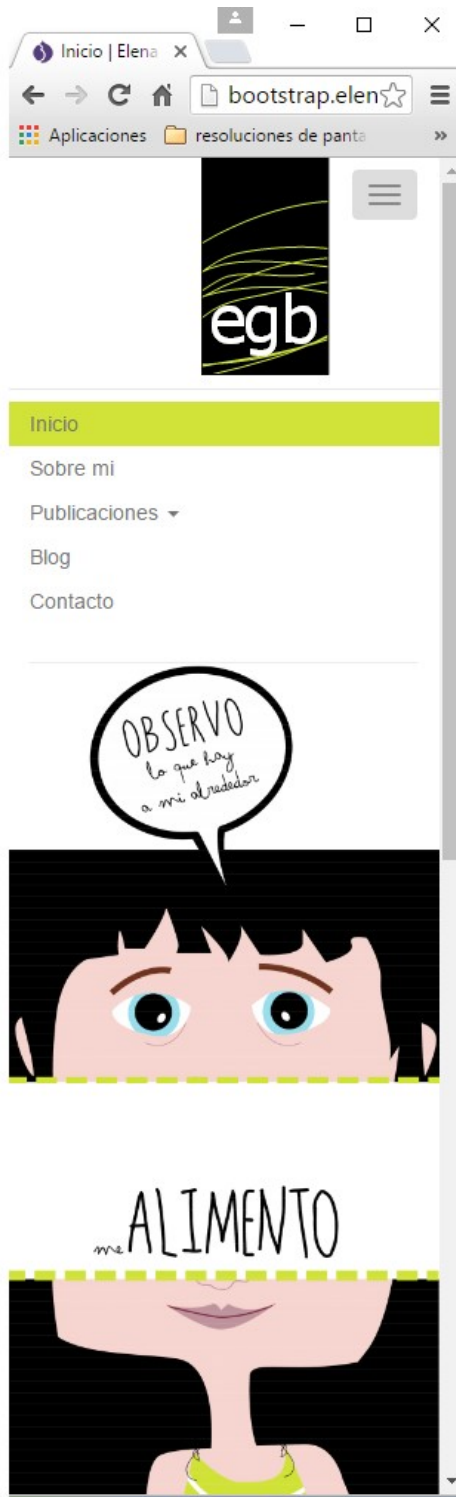 Inicio | Elena
bootstrap.elen
Aplicaciones resoluciones de panta
egb
Inicio
Sobre mi
Publicaciones
Blog
Contacto
OBSERVO
lo que hay
a mi alrededor
me ALIMENTO